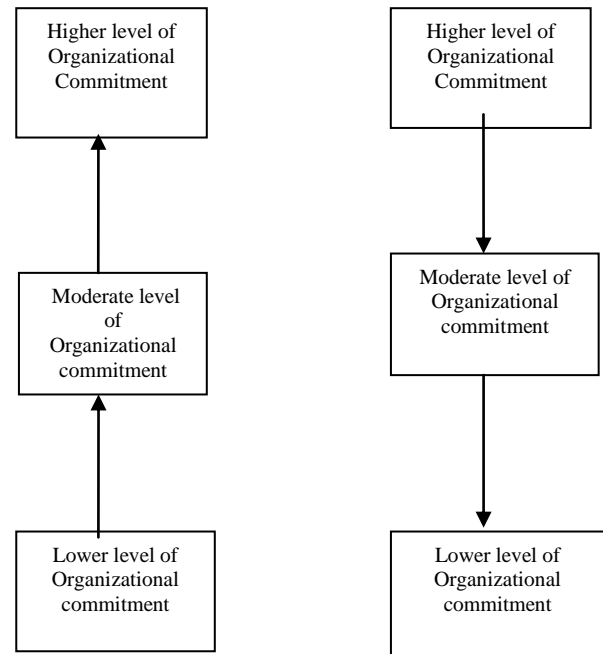 Higher level of
Organizational
Commitment
Higher level of
Organizational
Commitment
Moderate level
of
Organizational
commitment
Moderate level of
Organizational
commitment
Lower level of
Organizational
commitment
Lower level of
Organizational
commitment